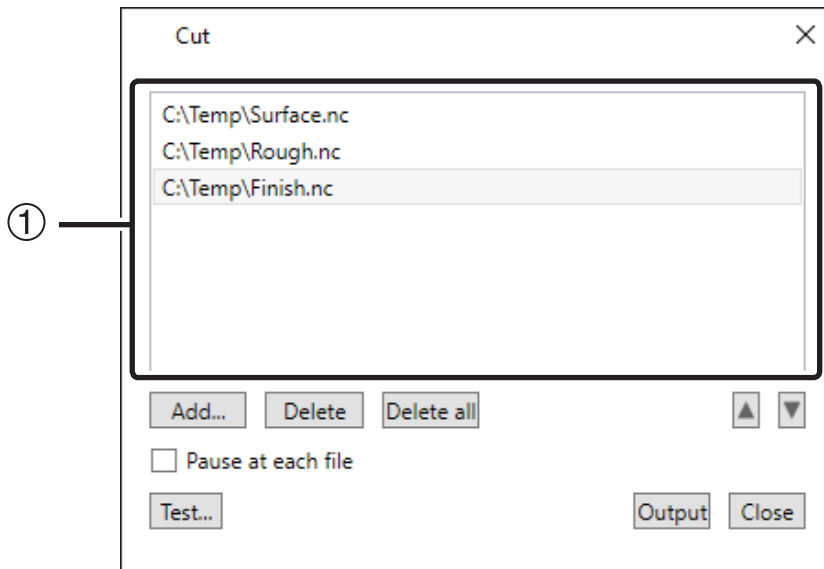 Cut
C:\Temp\Surface.nc
C:\Temp\Rough.nc
C:\Temp\Finish.nc
①
Add... Delete Delete all ▲ ▼
Pause at each file
Test... Output Close